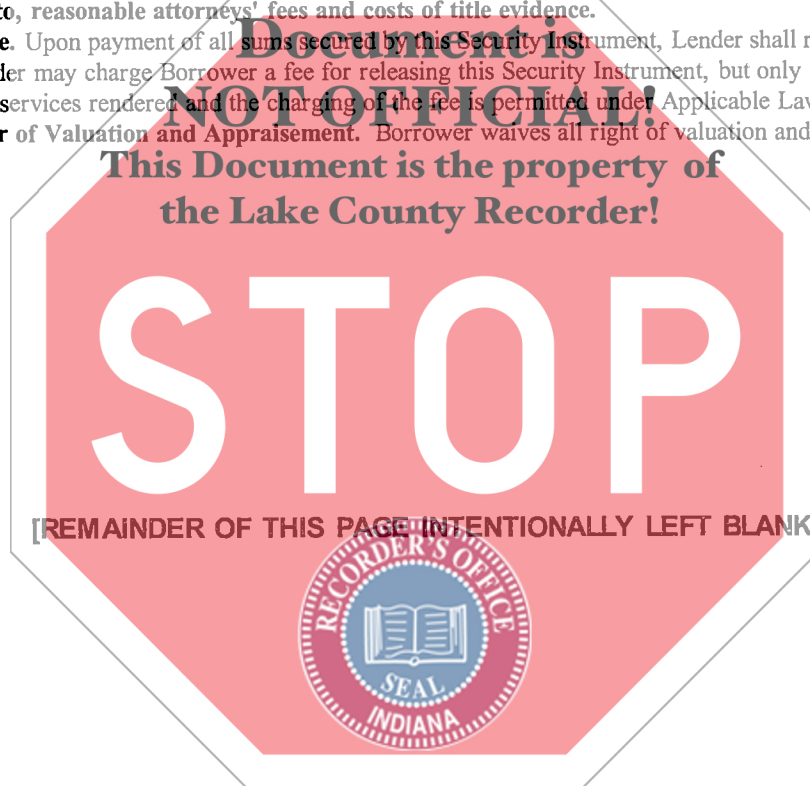 to, reasonable attorneys' fees and costs of title evidence.
Document is
e. Upon payment of all sums secured by this Security Instrument, Lender shall r
der may charge Borrower a fee for releasing this Security Instrument, but only
NOT OFFICIAL!
services rendered and the charging of the fee is permitted under Applicable Lav
r of Valuation and Appraisement. Borrower waives all right of valuation and
This Document is the property of
the Lake County Recorder!
STOP
[REMAINDER OF THIS PAGE INTENTIONALLY LEFT BLANK
RECORDER'S OFFICE
SEAL
INDIANA